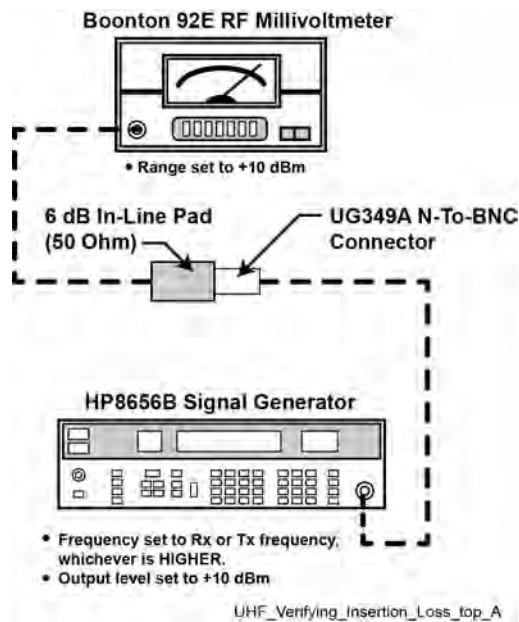 Boonton 92E RF Millivoltmeter
• Range set to +10 dBm
6 dB In-Line Pad
(50 Ohm)
UG349A N-To-BNC
Connector
HP8656B Signal Generator
• Frequency set to Rx or Tx frequency,
whichever is HIGHER.
• Output level set to +10 dBm
UHF_Verifying_Insertion_Loss_top_A